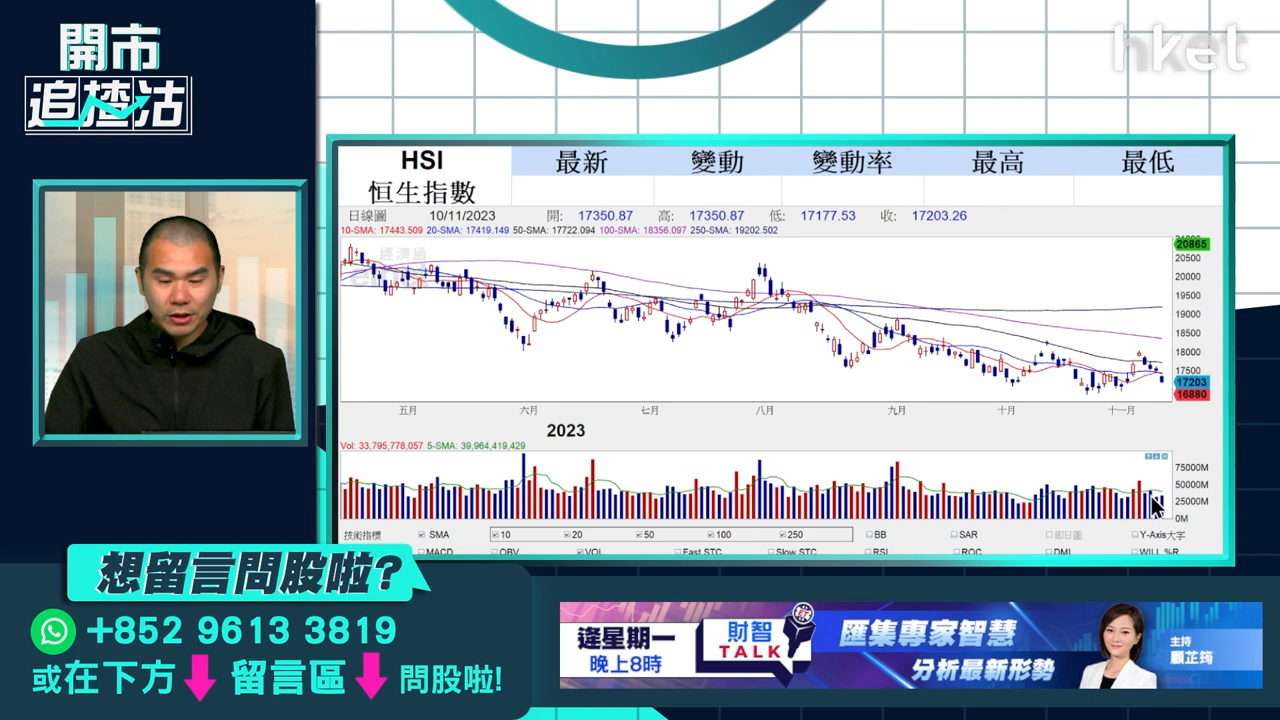 開市
追揸沽
hket
HSI
恒生指數
最新 變動 變動率 最高 最低
日線圖 10/11/2023 開: 17350.87 高: 17350.87 低: 17177.53 收: 17203.26
10-SMA: 17443.509 20-SMA: 17419.149 50-SMA: 17722.094 100-SMA: 18356.097 250-SMA: 19202.502
經濟通
20865
20500
20000
19500
19000
18500
18000
17500
17203
16880
五月 六月 七月 八月 九月 十月 十一月
2023
Vol: 33,795,778,057 5-SMA: 39,964,419,429
75000M
50000M
25000M
0M
技術指標 SMA 10 20 50 100 250 BB SAR 即日圖 Y-Axis大字
MACD OBV VOL Fast STC Slow STC RSI ROC DMI WILL %R
想留言問股啦?
+852 9613 3819
或在下方 留言區 問股啦!
逢星期一
晚上8時
財智
TALK
匯集專家智慧
分析最新形勢
主持
顧芷筠